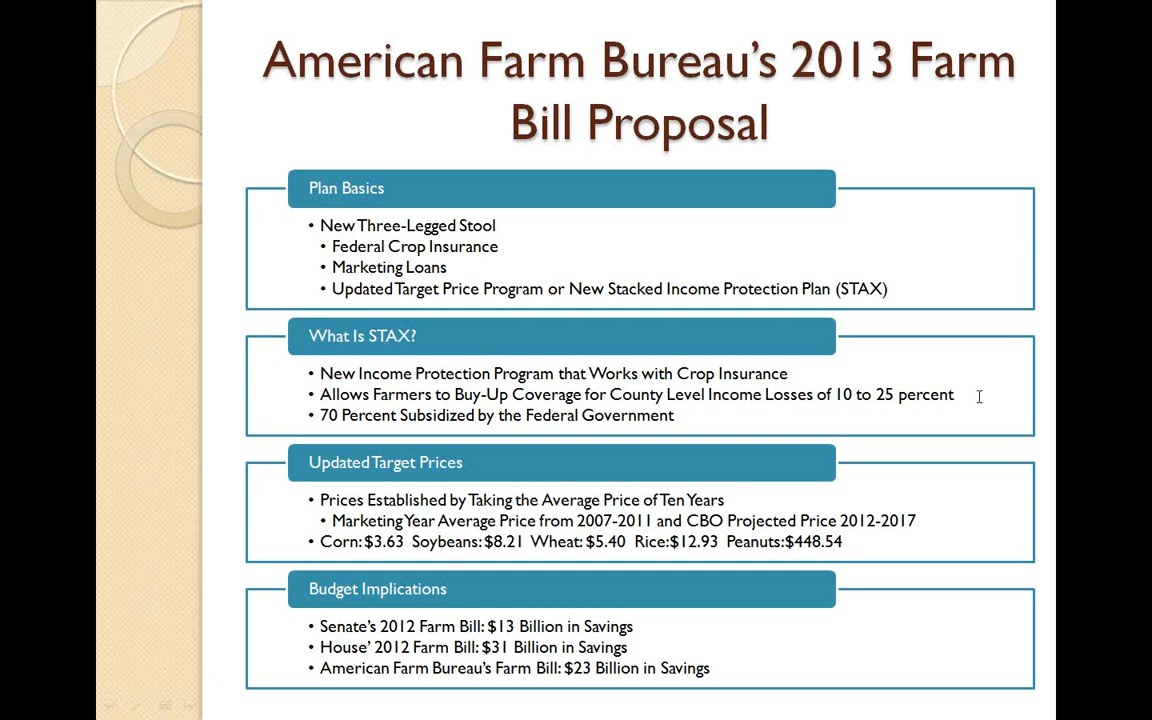 American Farm Bureau's 2013 Farm
Bill Proposal
Plan Basics
• New Three-Legged Stool
• Federal Crop Insurance
• Marketing Loans
• Updated Target Price Program or New Stacked Income Protection Plan (STAX)
What Is STAX?
• New Income Protection Program that Works with Crop Insurance
• Allows Farmers to Buy-Up Coverage for County Level Income Losses of 10 to 25 percent
• 70 Percent Subsidized by the Federal Government
Updated Target Prices
• Prices Established by Taking the Average Price of Ten Years
• Marketing Year Average Price from 2007-2011 and CBO Projected Price 2012-2017
• Corn: $3.63 Soybeans: $8.21 Wheat: $5.40 Rice: $12.93 Peanuts: $448.54
Budget Implications
• Senate's 2012 Farm Bill: $13 Billion in Savings
• House' 2012 Farm Bill: $31 Billion in Savings
• American Farm Bureau's Farm Bill: $23 Billion in Savings